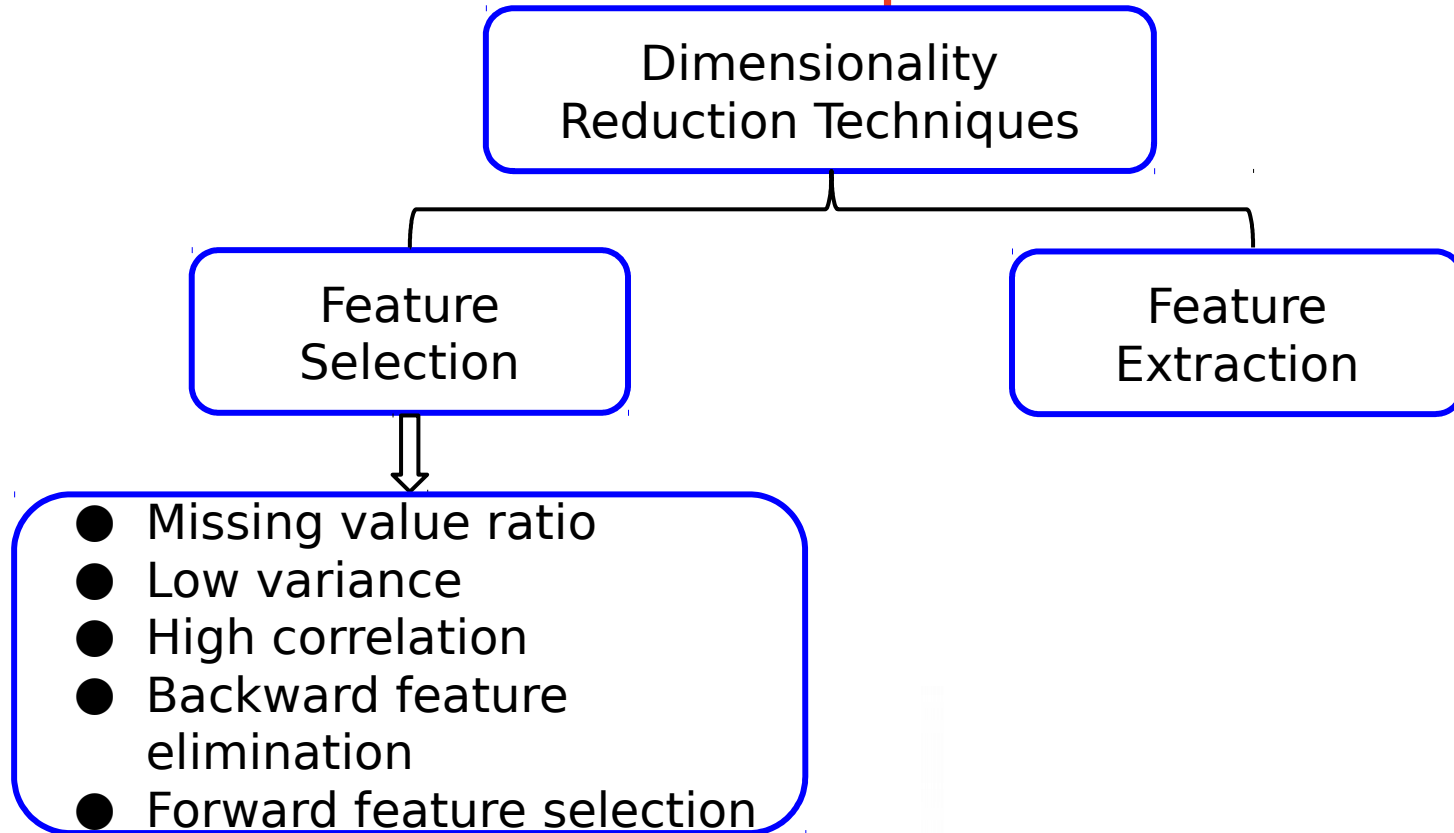 Dimensionality
Reduction Techniques
Feature
Selection
Feature
Extraction
● Missing value ratio
● Low variance
● High correlation
● Backward feature
elimination
● Forward feature selection